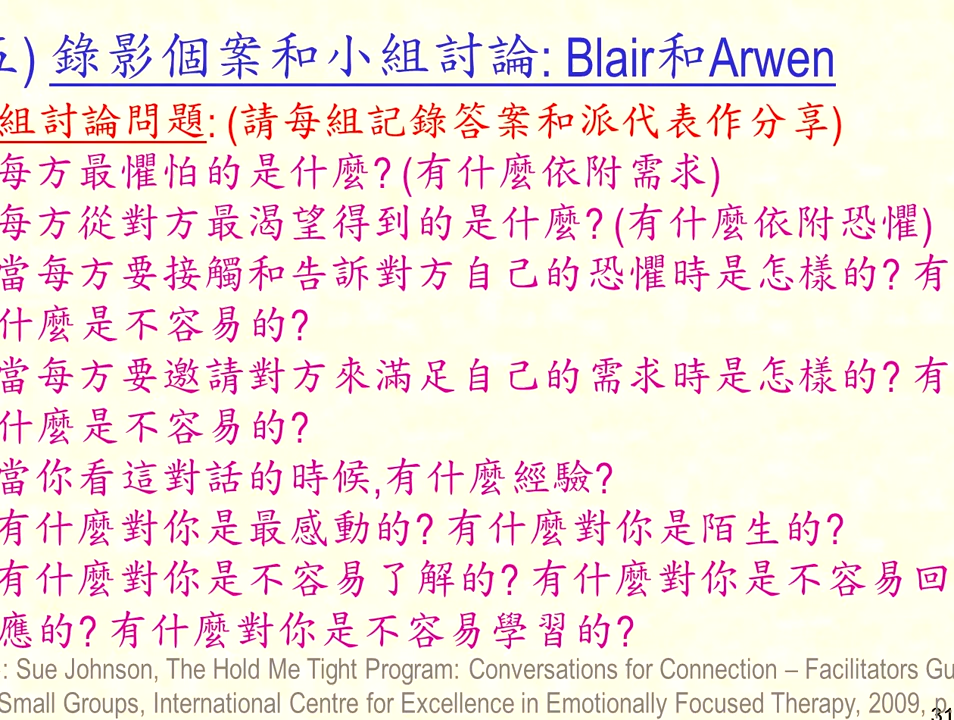 五) 錄影個案和小組討論: Blair和Arwen
組討論問題: (請每組記錄答案和派代表作分享)
每方最懼怕的是什麼? (有什麼依附需求)
每方從對方最渴望得到的是什麼? (有什麼依附恐懼)
當每方要接觸和告訴對方自己的恐懼時是怎樣的? 有
什麼是不容易的?
當每方要邀請對方來滿足自己的需求時是怎樣的? 有
什麼是不容易的?
當你看這對話的時候,有什麼經驗?
有什麼對你是最感動的? 有什麼對你是陌生的?
有什麼對你是不容易了解的? 有什麼對你是不容易回
應的? 有什麼對你是不容易學習的?
: Sue Johnson, The Hold Me Tight Program: Conversations for Connection – Facilitators Gu
Small Groups, International Centre for Excellence in Emotionally Focused Therapy, 2009, p
31